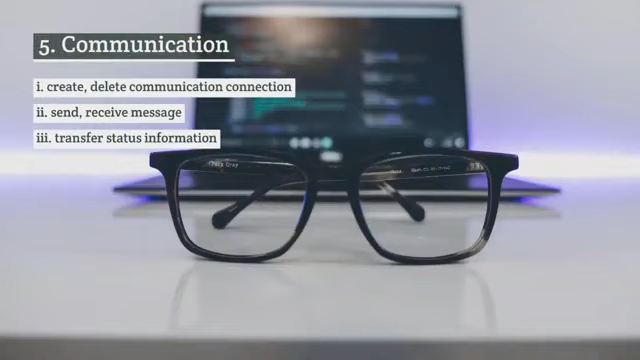 5. Communication
i. create, delete communication connection
ii. send, receive message
iii. transfer status information